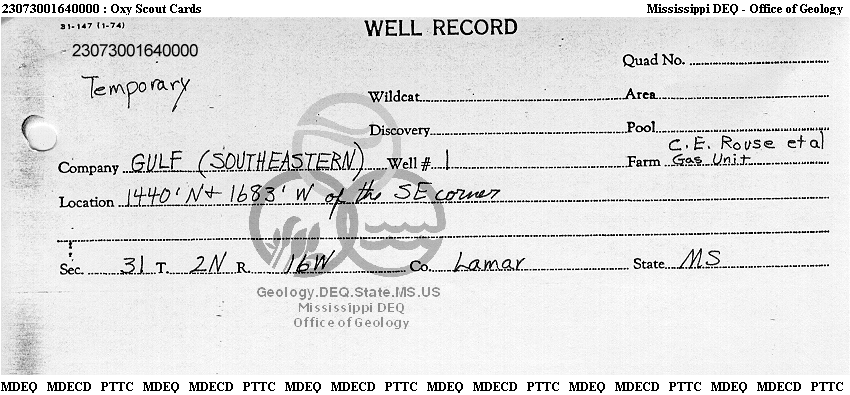 23073001640000 : Oxy Scout Cards Mississippi DEQ - Office of Geology
31-147 (1-74) WELL RECORD
23073001640000
Quad No.
Temporary
Wildcat Area
Discovery Pool
C. E. Rouse et al
Company GULF (SOUTHEASTERN) Well # 1 Farm Gas Unit
Location 1440' N + 1683' W of the SE corner
Sec. 31 T. 2N R. 16W Co. Lamar State MS
Geology.DEQ.State.MS.US
Mississippi DEQ
Office of Geology
MDEQ MDECD PTTC MDEQ MDECD PTTC MDEQ MDECD PTTC MDEQ MDECD PTTC MDEQ MDECD PTTC MDEQ MDECD PTTC